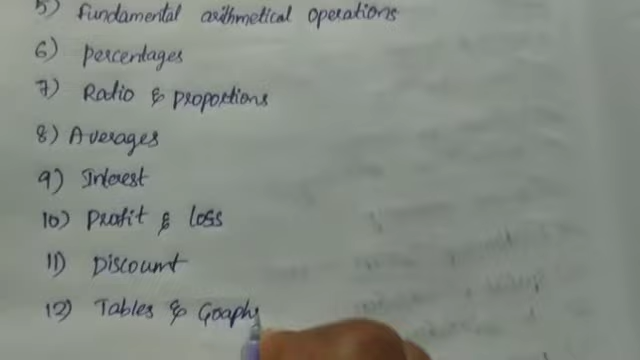 5) Fundamental arithmetical operations
6) Percentages
7) Ratio & Proportions
8) Averages
9) Interest
10) Profit & loss
11) Discount
12) Tables & Graph